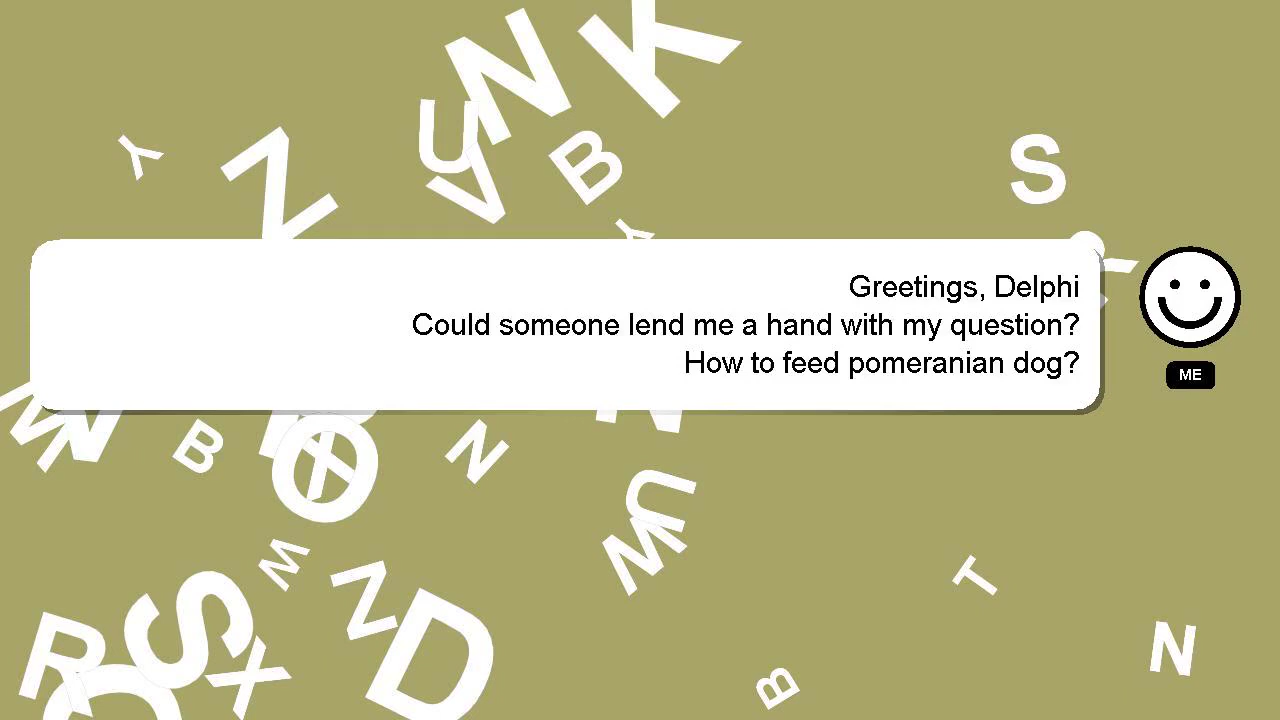 Greetings, Delphi
Could someone lend me a hand with my question?
How to feed pomeranian dog?
ME